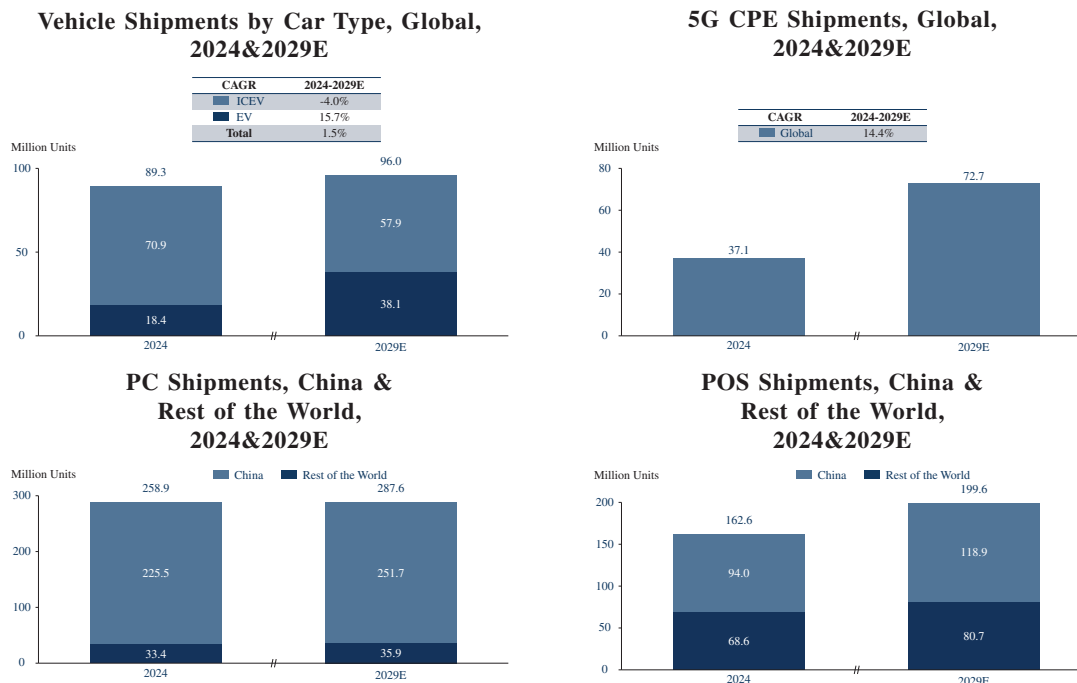 Vehicle Shipments by Car Type, Global,
2024&2029E
CAGR 2024-2029E
ICEV -4.0%
EV 15.7%
Total 1.5%
Million Units
100
50
0
89.3
70.9
18.4
96.0
57.9
38.1
2024
2029E
5G CPE Shipments, Global,
2024&2029E
CAGR 2024-2029E
Global 14.4%
Million Units
80
60
40
20
0
37.1
72.7
2024
2029E
PC Shipments, China &
Rest of the World,
2024&2029E
Million Units
China Rest of the World
300
200
100
0
258.9
225.5
33.4
287.6
251.7
35.9
2024
2029E
POS Shipments, China &
Rest of the World,
2024&2029E
Million Units
China Rest of the World
200
150
100
50
0
162.6
94.0
68.6
199.6
118.9
80.7
2024
2029E